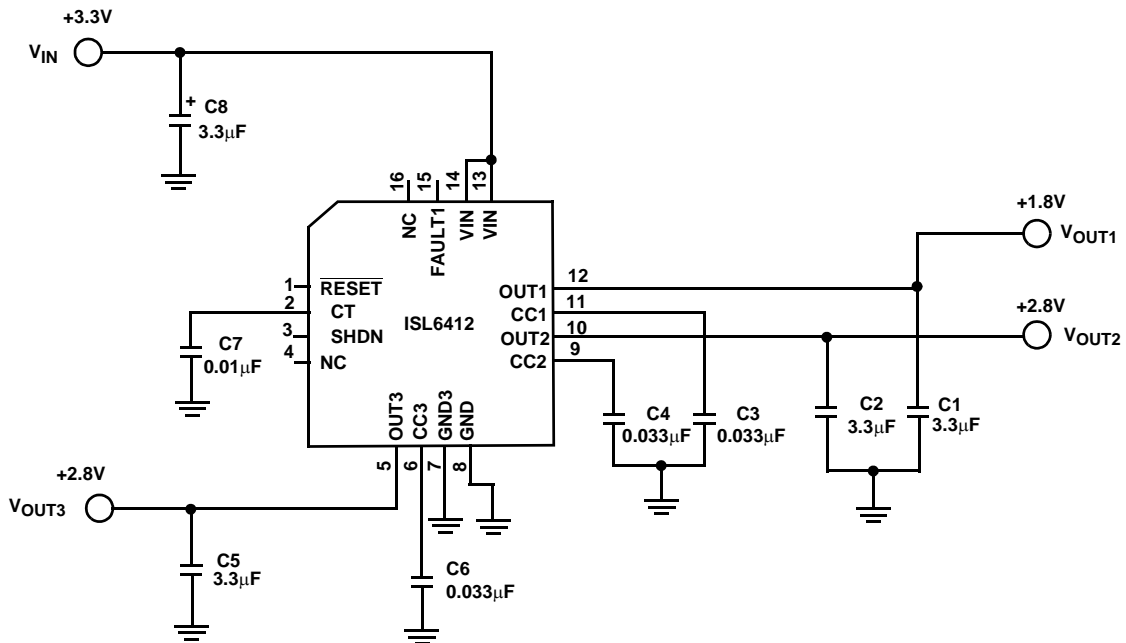 +3.3V
VIN
+
C8
3.3µF
16
15
14
13
NC
FAULT1
VIN
VIN
+1.8V
VOUT1
1
RESET
2
CT
3
SHDN
4
NC
ISL6412
OUT1
12
CC1
11
OUT2
10
CC2
9
+2.8V
VOUT2
C7
0.01µF
OUT3
CC3
GND3
GND
5
6
7
8
C4
0.033µF
C3
0.033µF
C2
3.3µF
C1
3.3µF
+2.8V
VOUT3
C5
3.3µF
C6
0.033µF